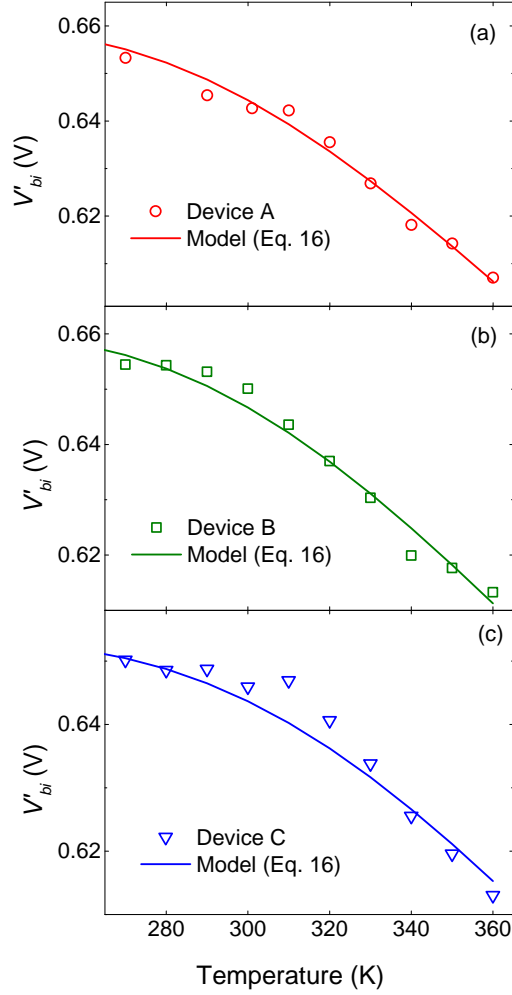 (a)
0.66
0.64
0.62
V'bi (V)
Device A
Model (Eq. 16)
(b)
0.66
0.64
0.62
V'bi (V)
Device B
Model (Eq. 16)
(c)
0.64
0.62
V'bi (V)
Device C
Model (Eq. 16)
280 300 320 340 360
Temperature (K)